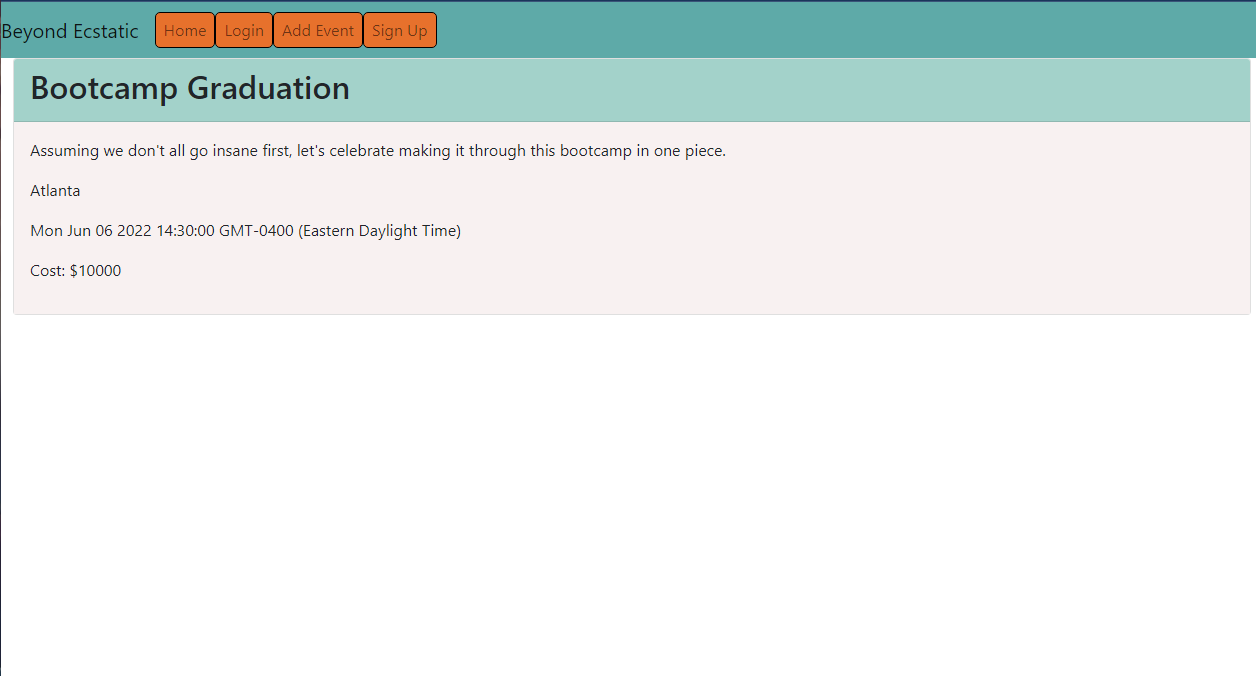 Beyond Ecstatic Home Login Add Event Sign Up
Bootcamp Graduation
Assuming we don't all go insane first, let's celebrate making it through this bootcamp in one piece.
Atlanta
Mon Jun 06 2022 14:30:00 GMT-0400 (Eastern Daylight Time)
Cost: $10000